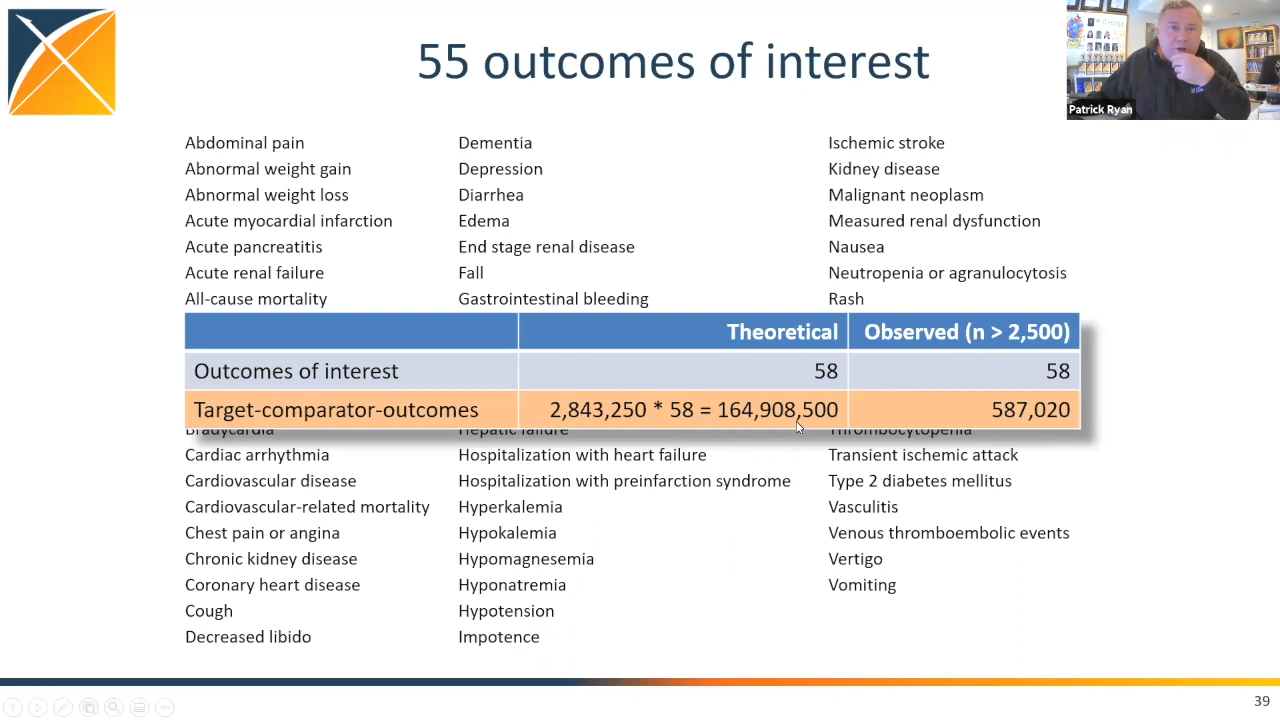 55 outcomes of interest
Patrick Ryan
Abdominal pain
Abnormal weight gain
Abnormal weight loss
Acute myocardial infarction
Acute pancreatitis
Acute renal failure
All-cause mortality
Dementia
Depression
Diarrhea
Edema
End stage renal disease
Fall
Gastrointestinal bleeding
Ischemic stroke
Kidney disease
Malignant neoplasm
Measured renal dysfunction
Nausea
Neutropenia or agranulocytosis
Rash
Theoretical Observed (n > 2,500)
Outcomes of interest 58 58
Target-comparator-outcomes 2,843,250 * 58 = 164,908,500 587,020
Bradycardia
Cardiac arrhythmia
Cardiovascular disease
Cardiovascular-related mortality
Chest pain or angina
Chronic kidney disease
Coronary heart disease
Cough
Decreased libido
Hepatic failure
Hospitalization with heart failure
Hospitalization with preinfarction syndrome
Hyperkalemia
Hypokalemia
Hypomagnesemia
Hyponatremia
Hypotension
Impotence
Thrombocytopenia
Transient ischemic attack
Type 2 diabetes mellitus
Vasculitis
Venous thromboembolic events
Vertigo
Vomiting
39